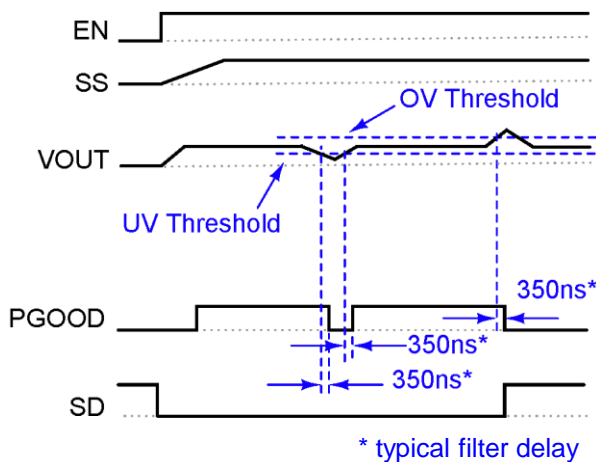 EN
SS
OV Threshold
VOUT
UV Threshold
350ns*
PGOOD
350ns*
350ns*
SD
* typical filter delay